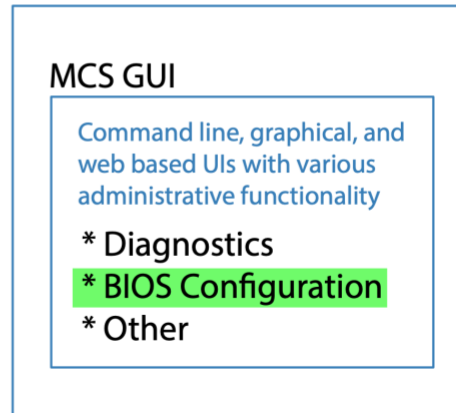 MCS GUI
Command line, graphical, and
web based UIs with various
administrative functionality
* Diagnostics
* BIOS Configuration
* Other